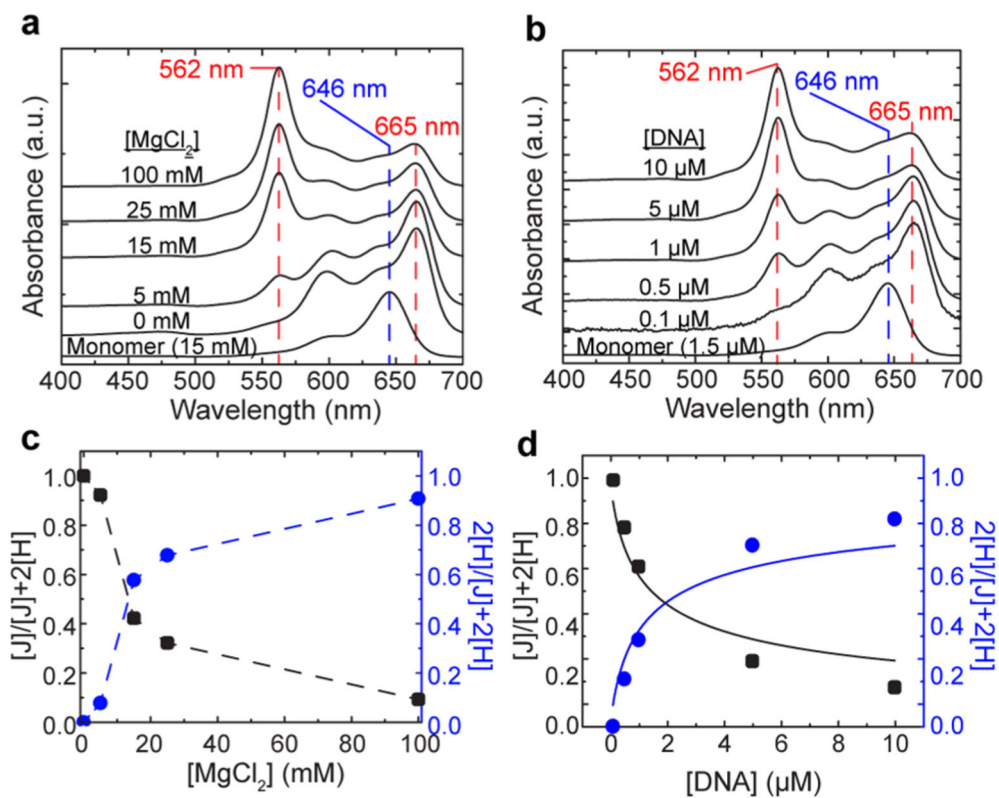 a
562 nm
646 nm
665 nm
[MgCl2]
100 mM
25 mM
15 mM
5 mM
0 mM
Monomer (15 mM)
Absorbance (a.u.)
400 450 500 550 600 650 700
Wavelength (nm)
b
562 nm
646 nm
665 nm
[DNA]
10 µM
5 µM
1 µM
0.5 µM
0.1 µM
Monomer (1.5 µM)
Absorbance (a.u.)
400 450 500 550 600 650 700
Wavelength (nm)
c
[J]/[J]+2[H]
1.0
0.8
0.6
0.4
0.2
0.0
0 20 40 60 80 100
[MgCl2] (mM)
1.0
0.8
0.6
0.4
0.2
0.0
2[H]/[J]+2[H]
d
[J]/[J]+2[H]
1.0
0.8
0.6
0.4
0.2
0.0
0 2 4 6 8 10
[DNA] (µM)
1.0
0.8
0.6
0.4
0.2
0.0
2[H]/[J]+2[H]